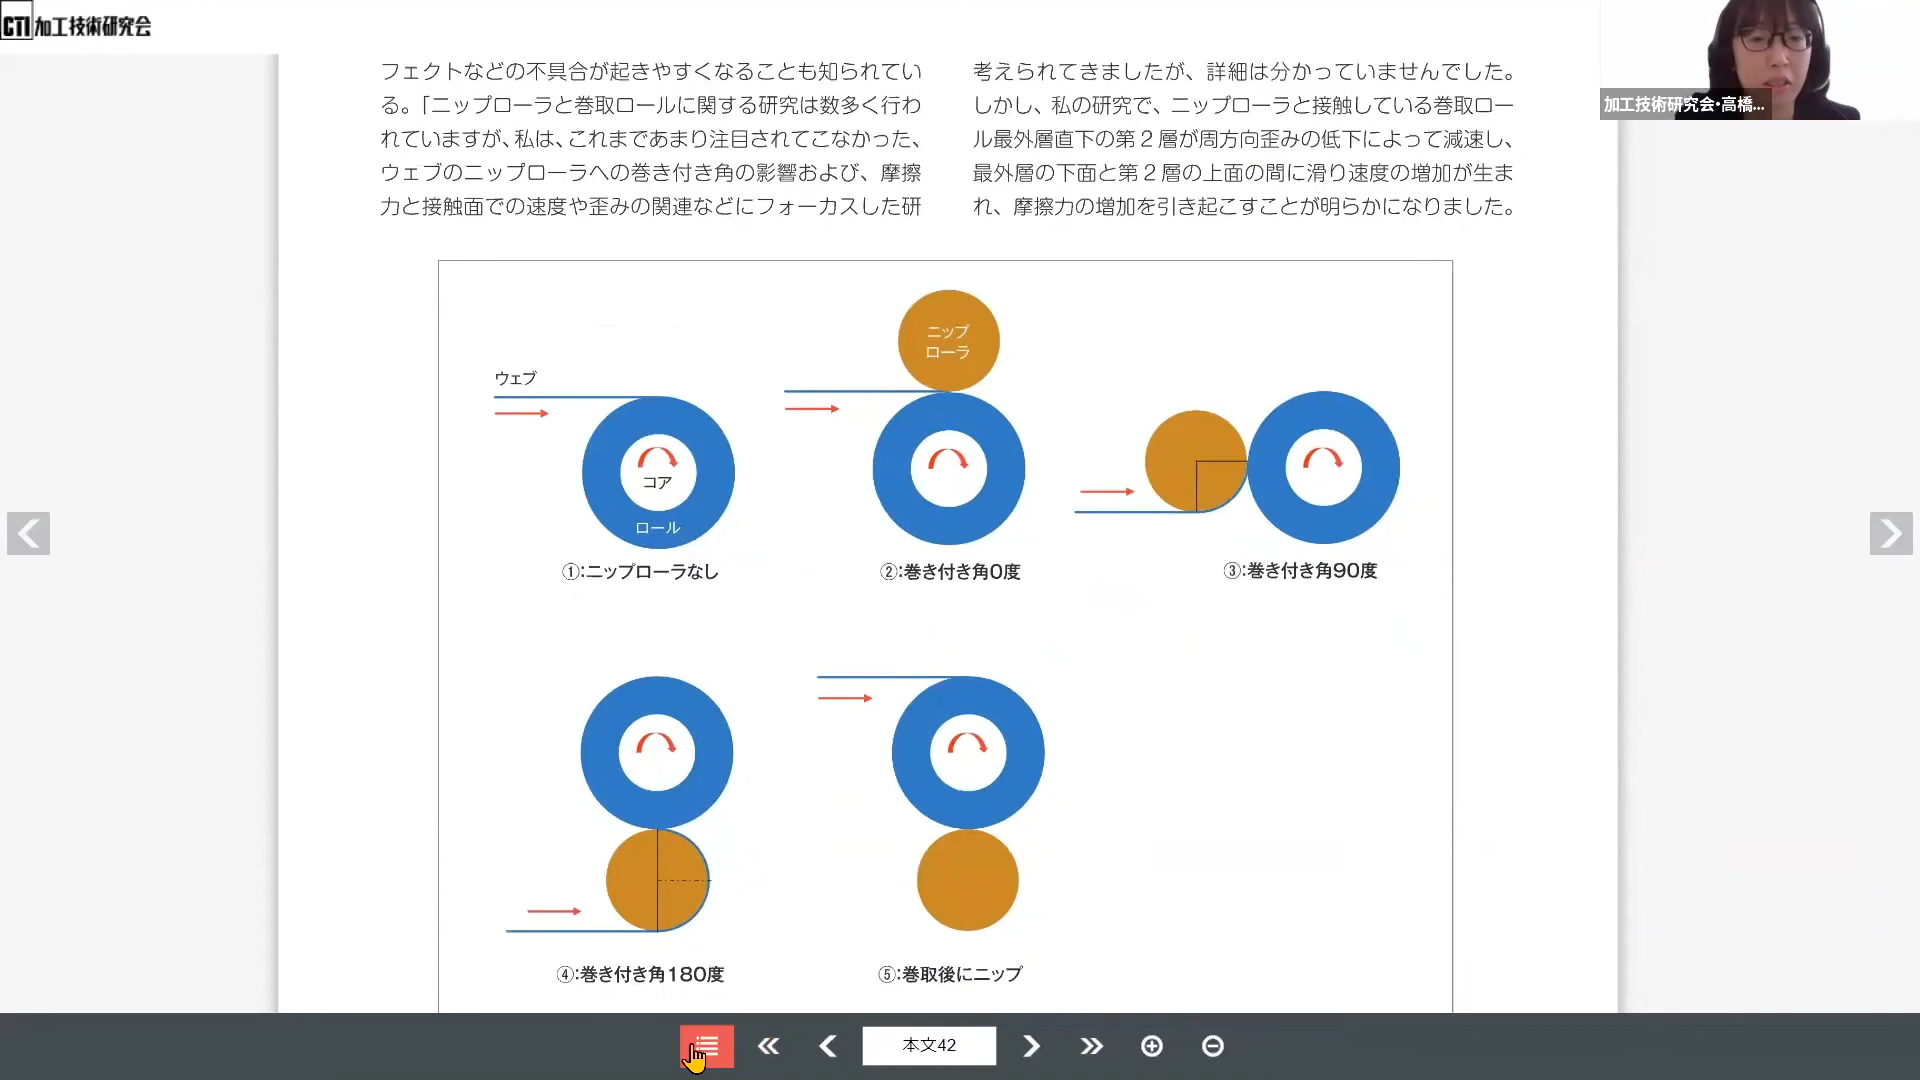 CTI 加工技術研究会
加工技術研究会・高橋...
フェクトなどの不具合が起きやすくなることも知られてい
る。「ニップローラと巻取ロールに関する研究は数多く行わ
れていますが、私は、これまであまり注目されてこなかった、
ウェブのニップローラへの巻き付き角の影響および、摩擦
力と接触面での速度や歪みの関連などにフォーカスした研
考えられてきましたが、詳細は分かっていませんでした。
しかし、私の研究で、ニップローラと接触している巻取ロー
ル最外層直下の第2層が周方向歪みの低下によって減速し、
最外層の下面と第2層の上面の間に滑り速度の増加が生ま
れ、摩擦力の増加を引き起こすことが明らかになりました。
ウェブ
コア
ロール
①:ニップローラなし
ニップ
ローラ
②:巻き付き角0度
③:巻き付き角90度
④:巻き付き角180度
⑤:巻取後にニップ
本文42